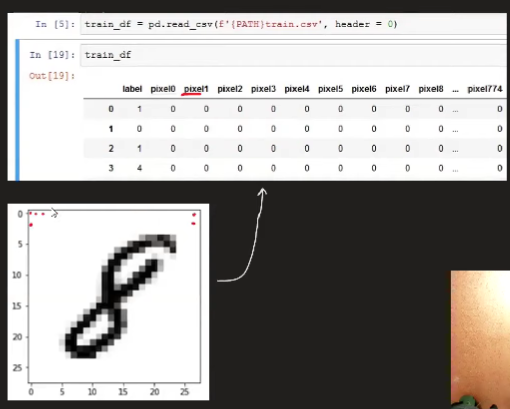 In [5]: train_df = pd.read_csv(f'{PATH}train.csv', header = 0)
In [19]: train_df
Out[19]:
label pixel0 pixel1 pixel2 pixel3 pixel4 pixel5 pixel6 pixel7 pixel8 ... pixel774
0 1 0 0 0 0 0 0 0 0 0 ... 0
1 0 0 0 0 0 0 0 0 0 0 ... 0
2 1 0 0 0 0 0 0 0 0 0 ... 0
3 4 0 0 0 0 0 0 0 0 0 ... 0
0
5
10
15
20
25
0 5 10 15 20 25